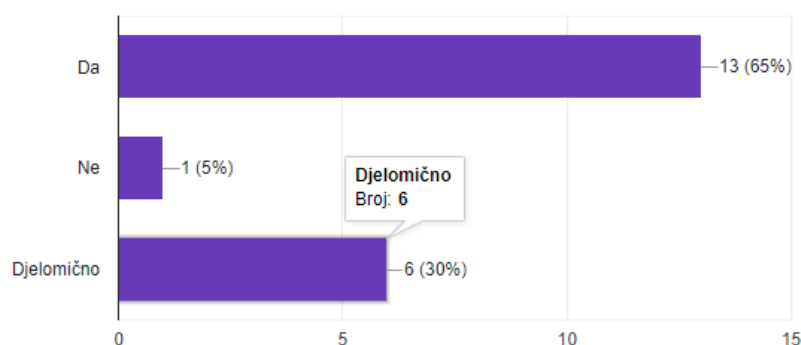 Da
13 (65%)
Ne
1 (5%)
Djelomično
Broj: 6
Djelomično
6 (30%)
0
5
10
15